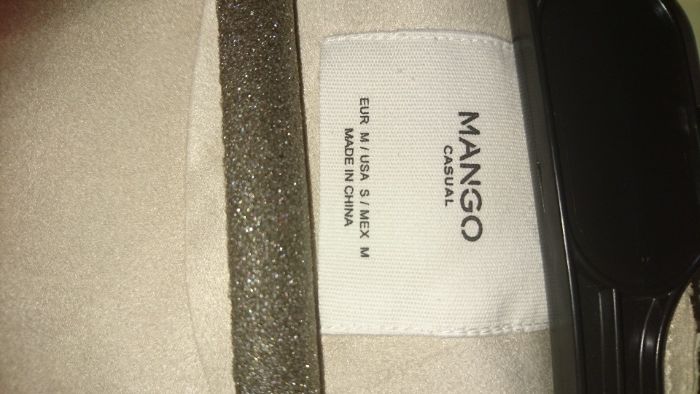 MANGO
CASUAL
EUR M / USA S / MEX M
MADE IN CHINA